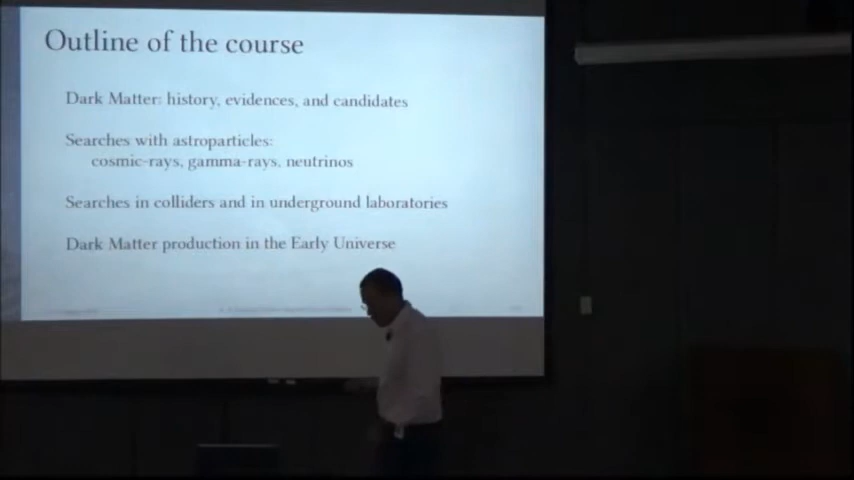 Outline of the course
Dark Matter: history, evidences, and candidates
Searches with astroparticles:
cosmic-rays, gamma-rays, neutrinos
Searches in colliders and in underground laboratories
Dark Matter production in the Early Universe